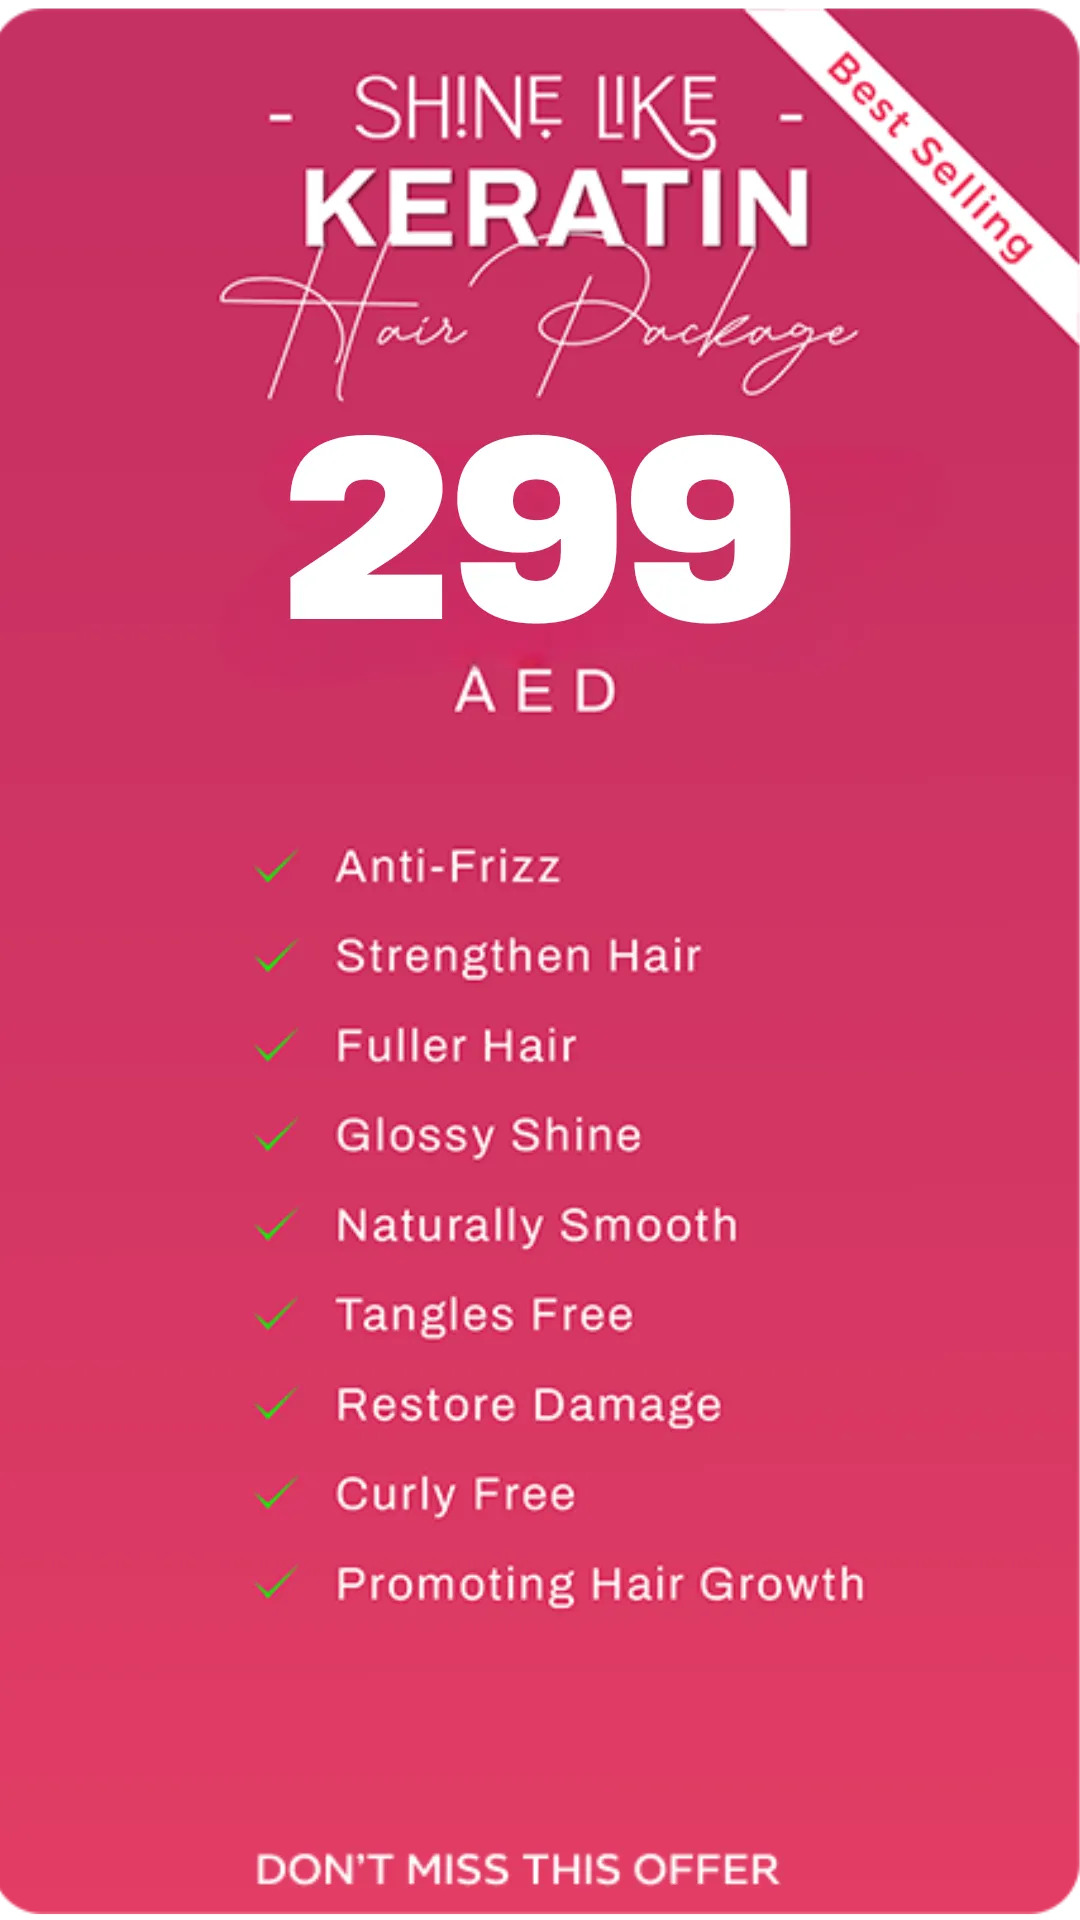 - SHINE LIKE -
KERATIN
Hair Package
Best Selling
299
AED
Anti-Frizz
Strengthen Hair
Fuller Hair
Glossy Shine
Naturally Smooth
Tangles Free
Restore Damage
Curly Free
Promoting Hair Growth
DON'T MISS THIS OFFER